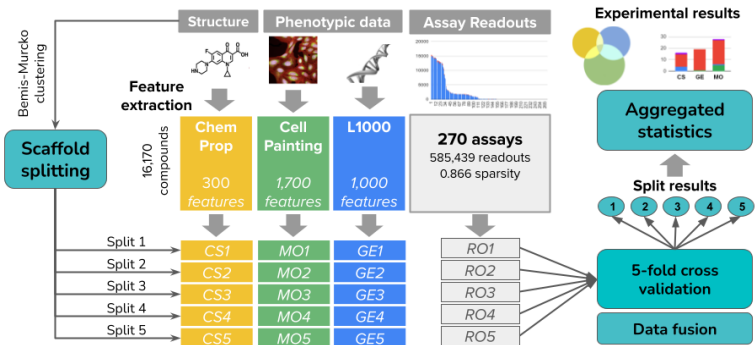 Structure
Phenotypic data
Assay Readouts
Experimental results
Bemis-Murcko
clustering
Feature
extraction
CS GE MO
Aggregated
statistics
Scaffold
splitting
16,170
compounds
Chem
Prop
300
features
Cell
Painting
1,700
features
L1000
1,000
features
270 assays
585,439 readouts
0.866 sparsity
Split results
1 2 3 4 5
Split 1
CS1 MO1 GE1 RO1
Split 2
CS2 MO2 GE2 RO2
Split 3
CS3 MO3 GE3 RO3
Split 4
CS4 MO4 GE4 RO4
Split 5
CS5 MO5 GE5 RO5
5-fold cross
validation
Data fusion